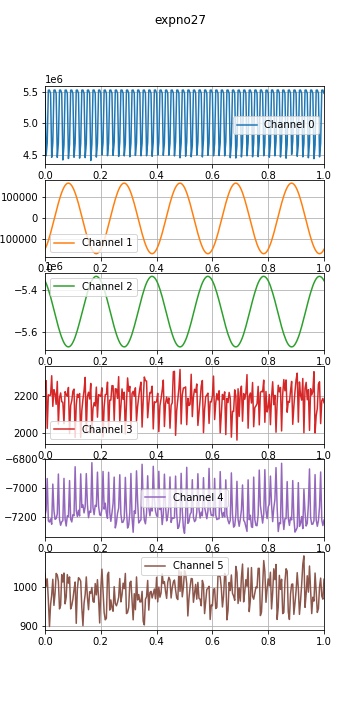 expno27
1e6
5.5
5.0
4.5
Channel 0
0.0 0.2 0.4 0.6 0.8 1.0
100000
0
100000
Channel 1
0.0 0.2 0.4 0.6 0.8 1.0
1e6
−5.4
−5.6
Channel 2
0.0 0.2 0.4 0.6 0.8 1.0
2200
2000
Channel 3
0.0 0.2 0.4 0.6 0.8 1.0
−6800
−7000
−7200
Channel 4
0.0 0.2 0.4 0.6 0.8 1.0
1000
900
Channel 5
0.0 0.2 0.4 0.6 0.8 1.0